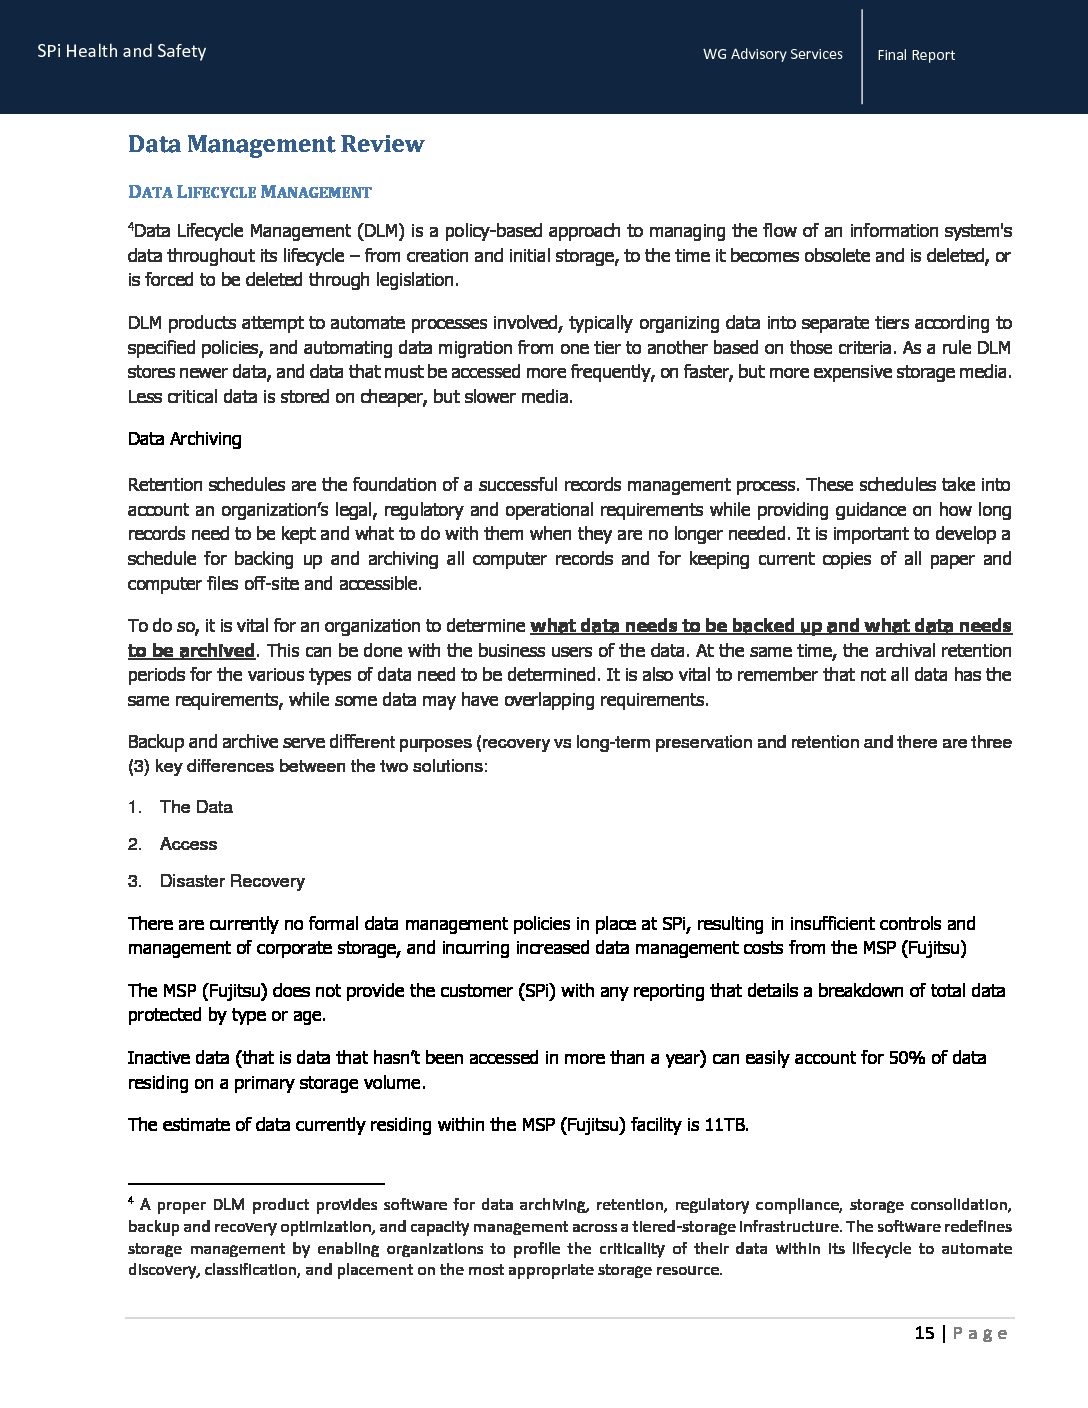 SPi Health and Safety
WG Advisory Services
Final Report
Data Management Review
DATA LIFECYCLE MANAGEMENT
⁴Data Lifecycle Management (DLM) is a policy-based approach to managing the flow of an information system's
data throughout its lifecycle – from creation and initial storage, to the time it becomes obsolete and is deleted, or
is forced to be deleted through legislation.
DLM products attempt to automate processes involved, typically organizing data into separate tiers according to
specified policies, and automating data migration from one tier to another based on those criteria. As a rule DLM
stores newer data, and data that must be accessed more frequently, on faster, but more expensive storage media.
Less critical data is stored on cheaper, but slower media.
Data Archiving
Retention schedules are the foundation of a successful records management process. These schedules take into
account an organization’s legal, regulatory and operational requirements while providing guidance on how long
records need to be kept and what to do with them when they are no longer needed. It is important to develop a
schedule for backing up and archiving all computer records and for keeping current copies of all paper and
computer files off-site and accessible.
To do so, it is vital for an organization to determine what data needs to be backed up and what data needs
to be archived. This can be done with the business users of the data. At the same time, the archival retention
periods for the various types of data need to be determined. It is also vital to remember that not all data has the
same requirements, while some data may have overlapping requirements.
Backup and archive serve different purposes (recovery vs long-term preservation and retention and there are three
(3) key differences between the two solutions:
1. The Data
2. Access
3. Disaster Recovery
There are currently no formal data management policies in place at SPi, resulting in insufficient controls and
management of corporate storage, and incurring increased data management costs from the MSP (Fujitsu)
The MSP (Fujitsu) does not provide the customer (SPi) with any reporting that details a breakdown of total data
protected by type or age.
Inactive data (that is data that hasn’t been accessed in more than a year) can easily account for 50% of data
residing on a primary storage volume.
The estimate of data currently residing within the MSP (Fujitsu) facility is 11TB.
⁴ A proper DLM product provides software for data archiving, retention, regulatory compliance, storage consolidation,
backup and recovery optimization, and capacity management across a tiered-storage infrastructure. The software redefines
storage management by enabling organizations to profile the criticality of their data within its lifecycle to automate
discovery, classification, and placement on the most appropriate storage resource.
15 | Page